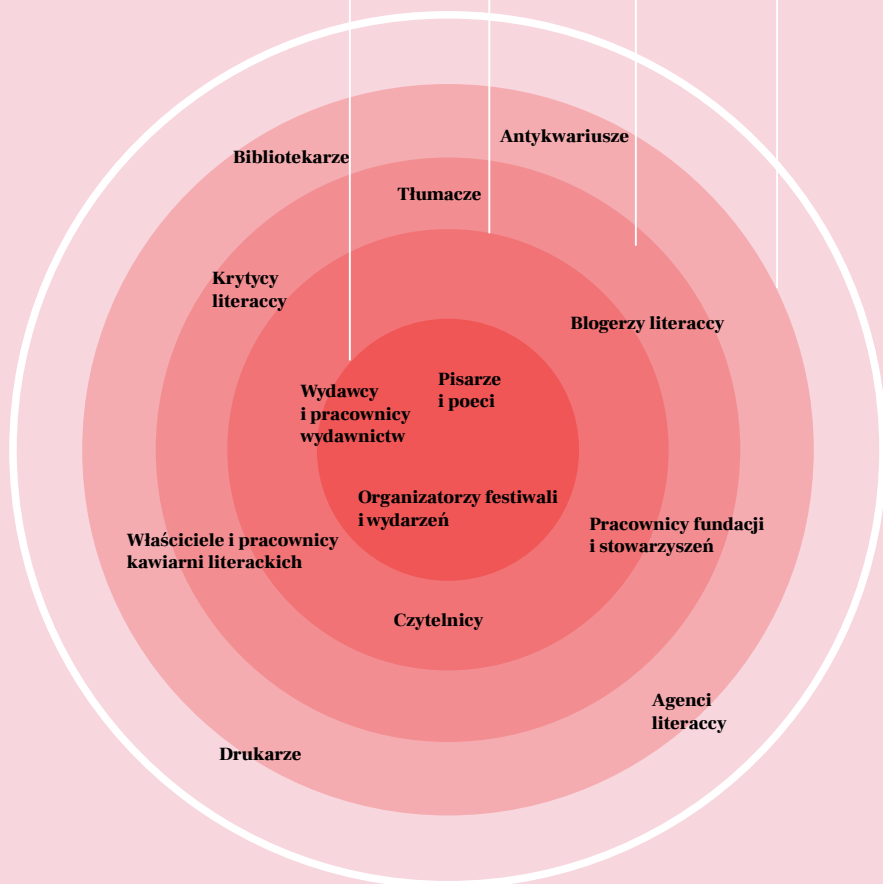 Antykwariusze
Bibliotekarze
Tłumacze
Krytycy
literaccy
Blogerzy literaccy
Pisarze
i poeci
Wydawcy
i pracownicy
wydawnictw
Organizatorzy festiwali
i wydarzeń
Pracownicy fundacji
i stowarzyszeń
Właściciele i pracownicy
kawiarni literackich
Czytelnicy
Agenci
literaccy
Drukarze